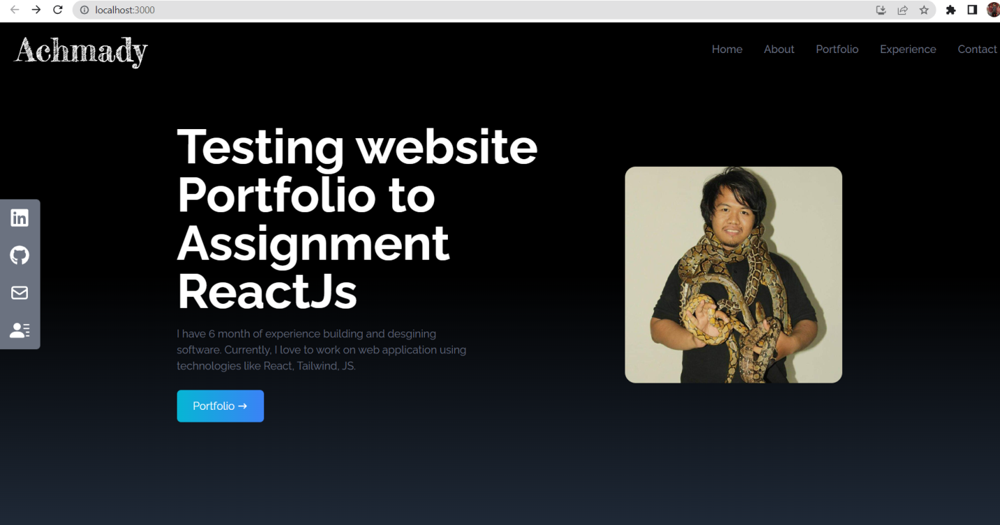 localhost:3000
Achmady
Home About Portfolio Experience Contact
Testing website
Portfolio to
Assignment
ReactJs
I have 6 month of experience building and desgining
software. Currently, I love to work on web application using
technologies like React, Tailwind, JS.
Portfolio →
in